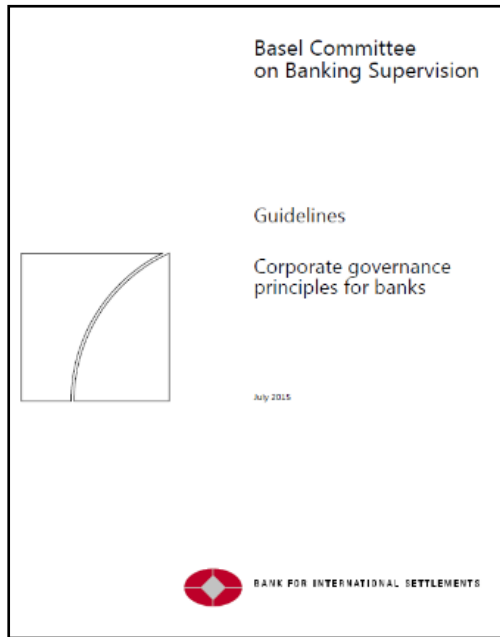 Basel Committee
on Banking Supervision
Guidelines
Corporate governance
principles for banks
July 2015
BANK FOR INTERNATIONAL SETTLEMENTS